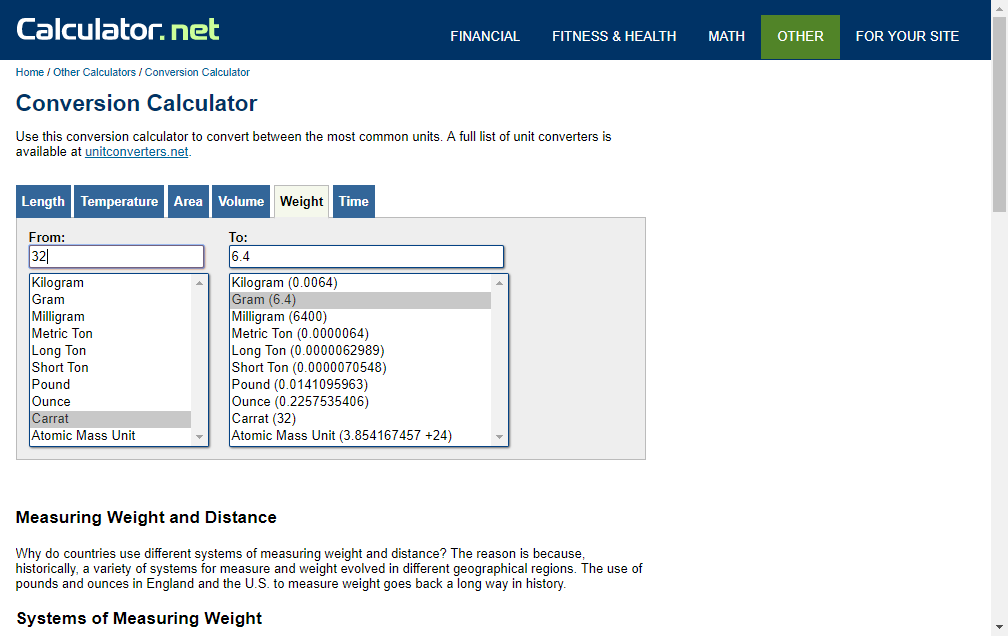 Calculator.net
FINANCIAL FITNESS & HEALTH MATH OTHER FOR YOUR SITE
Home / Other Calculators / Conversion Calculator
Conversion Calculator
Use this conversion calculator to convert between the most common units. A full list of unit converters is
available at unitconverters.net.
Length Temperature Area Volume Weight Time
From:
32
Kilogram
Gram
Milligram
Metric Ton
Long Ton
Short Ton
Pound
Ounce
Carrat
Atomic Mass Unit
To:
6.4
Kilogram (0.0064)
Gram (6.4)
Milligram (6400)
Metric Ton (0.0000064)
Long Ton (0.0000062989)
Short Ton (0.0000070548)
Pound (0.0141095963)
Ounce (0.2257535406)
Carrat (32)
Atomic Mass Unit (3.854167457 +24)
Measuring Weight and Distance
Why do countries use different systems of measuring weight and distance? The reason is because,
historically, a variety of systems for measure and weight evolved in different geographical regions. The use of
pounds and ounces in England and the U.S. to measure weight goes back a long way in history.
Systems of Measuring Weight